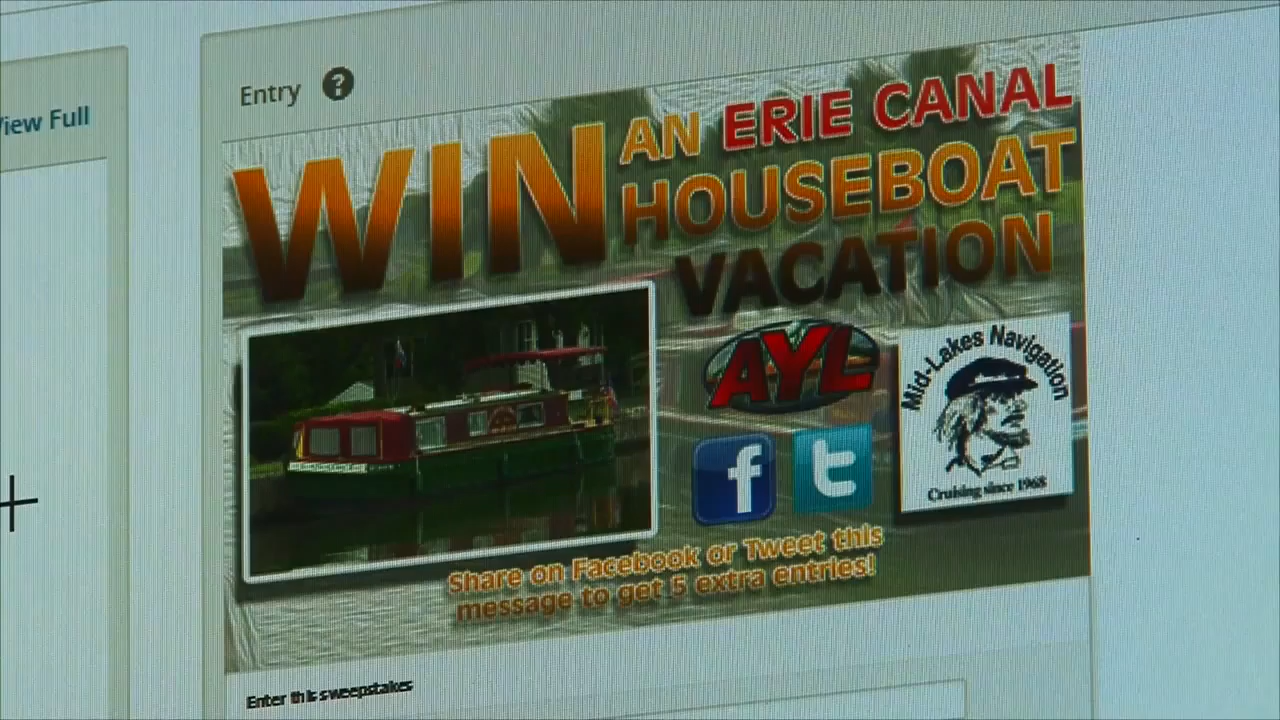 View Full
Entry ?
WIN AN ERIE CANAL
HOUSEBOAT
VACATION
AYL
Mid-Lakes Navigation
Cruising since 1968
f t
Share on Facebook or Tweet this
message to get 5 extra entries!
Enter this sweepstakes